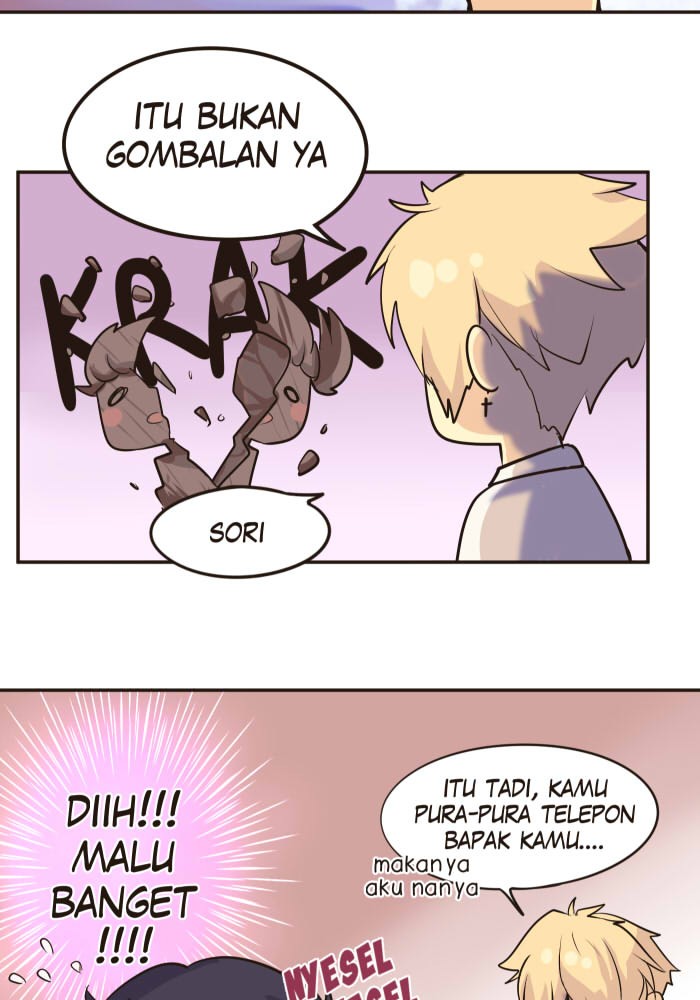 ITU BUKAN
GOMBALAN YA
KRAK
SORI
ITU TADI, KAMU
PURA-PURA TELEPON
BAPAK KAMU....
makanya
aku nanya
DIIH!!!
MALU
BANGET
!!!!
NYESEL